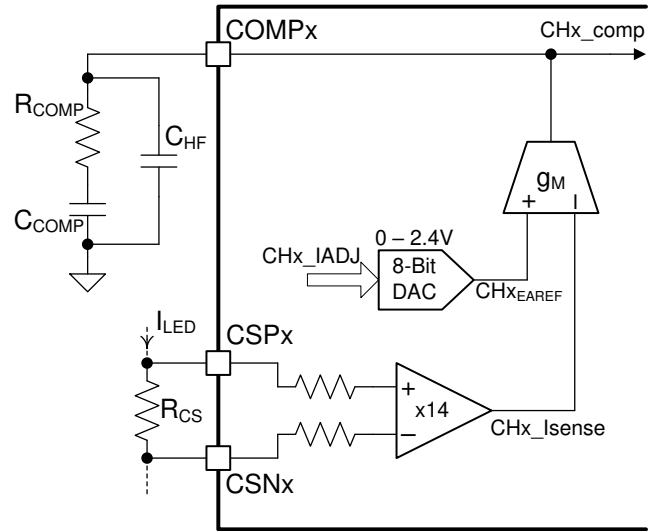 COMPx
CHx_comp
RCOMP
CHF
CCOMP
gM
+ –
0 – 2.4V
CHx_IADJ
8-Bit
DAC
CHxEAREF
ILED
CSPx
RCS
+
x14
–
CHx_Isense
CSNx